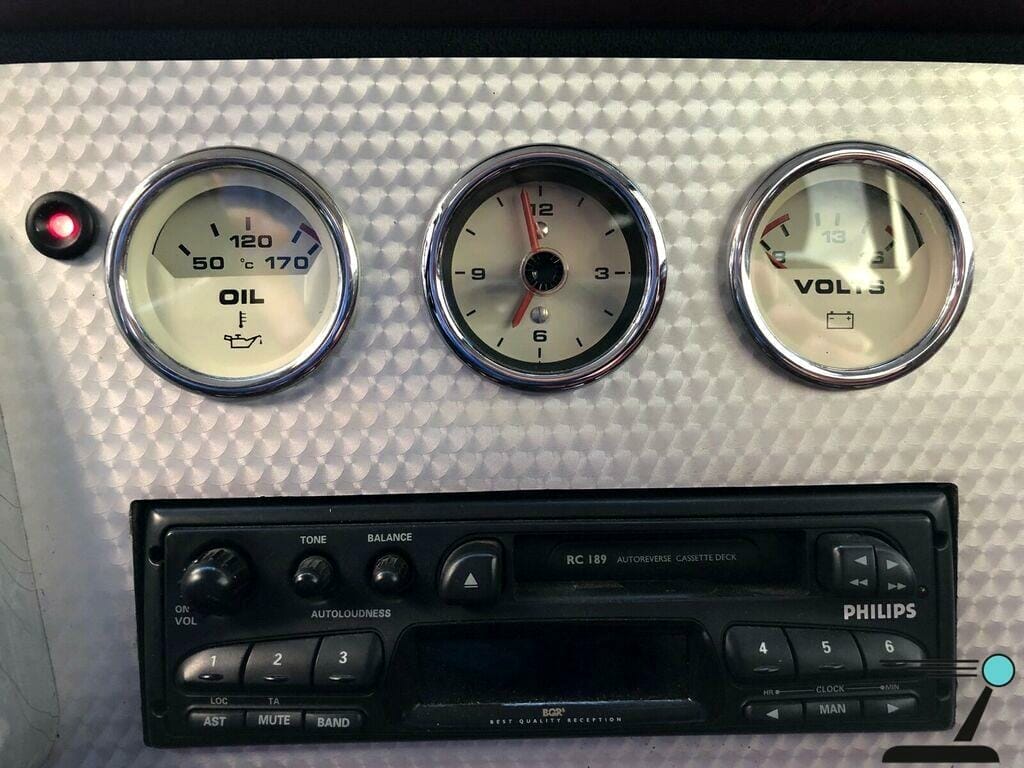 120
50 °C 170
OIL
12
9 3
6
13
8 16
VOLTS
TONE BALANCE
RC 189 AUTOREVERSE CASSETTE DECK
ON
VOL
AUTOLOUDNESS
PHILIPS
1 2 3
4 5 6
LOC TA
HR CLOCK MIN
AST MUTE BAND
MAN
BQR
BEST QUALITY RECEPTION